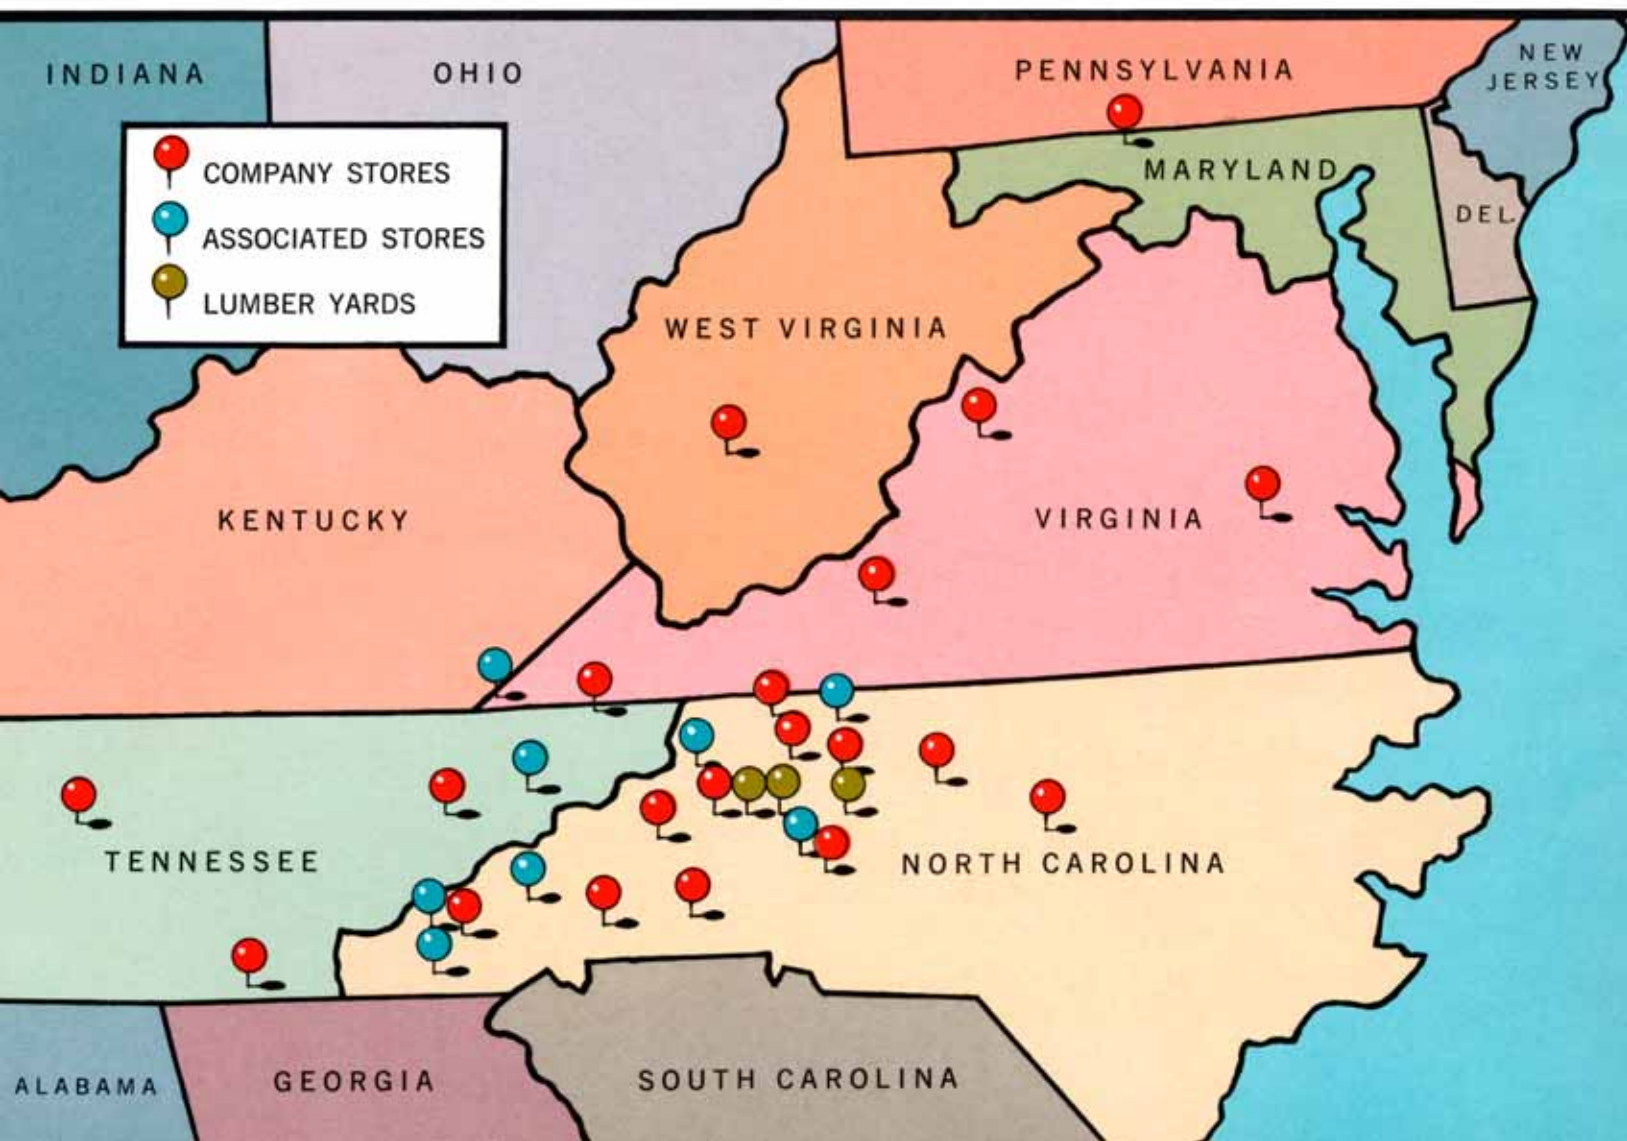 INDIANA
OHIO
PENNSYLVANIA
NEW
JERSEY
COMPANY STORES
ASSOCIATED STORES
LUMBER YARDS
MARYLAND
DEL.
WEST VIRGINIA
KENTUCKY
VIRGINIA
TENNESSEE
NORTH CAROLINA
ALABAMA
GEORGIA
SOUTH CAROLINA